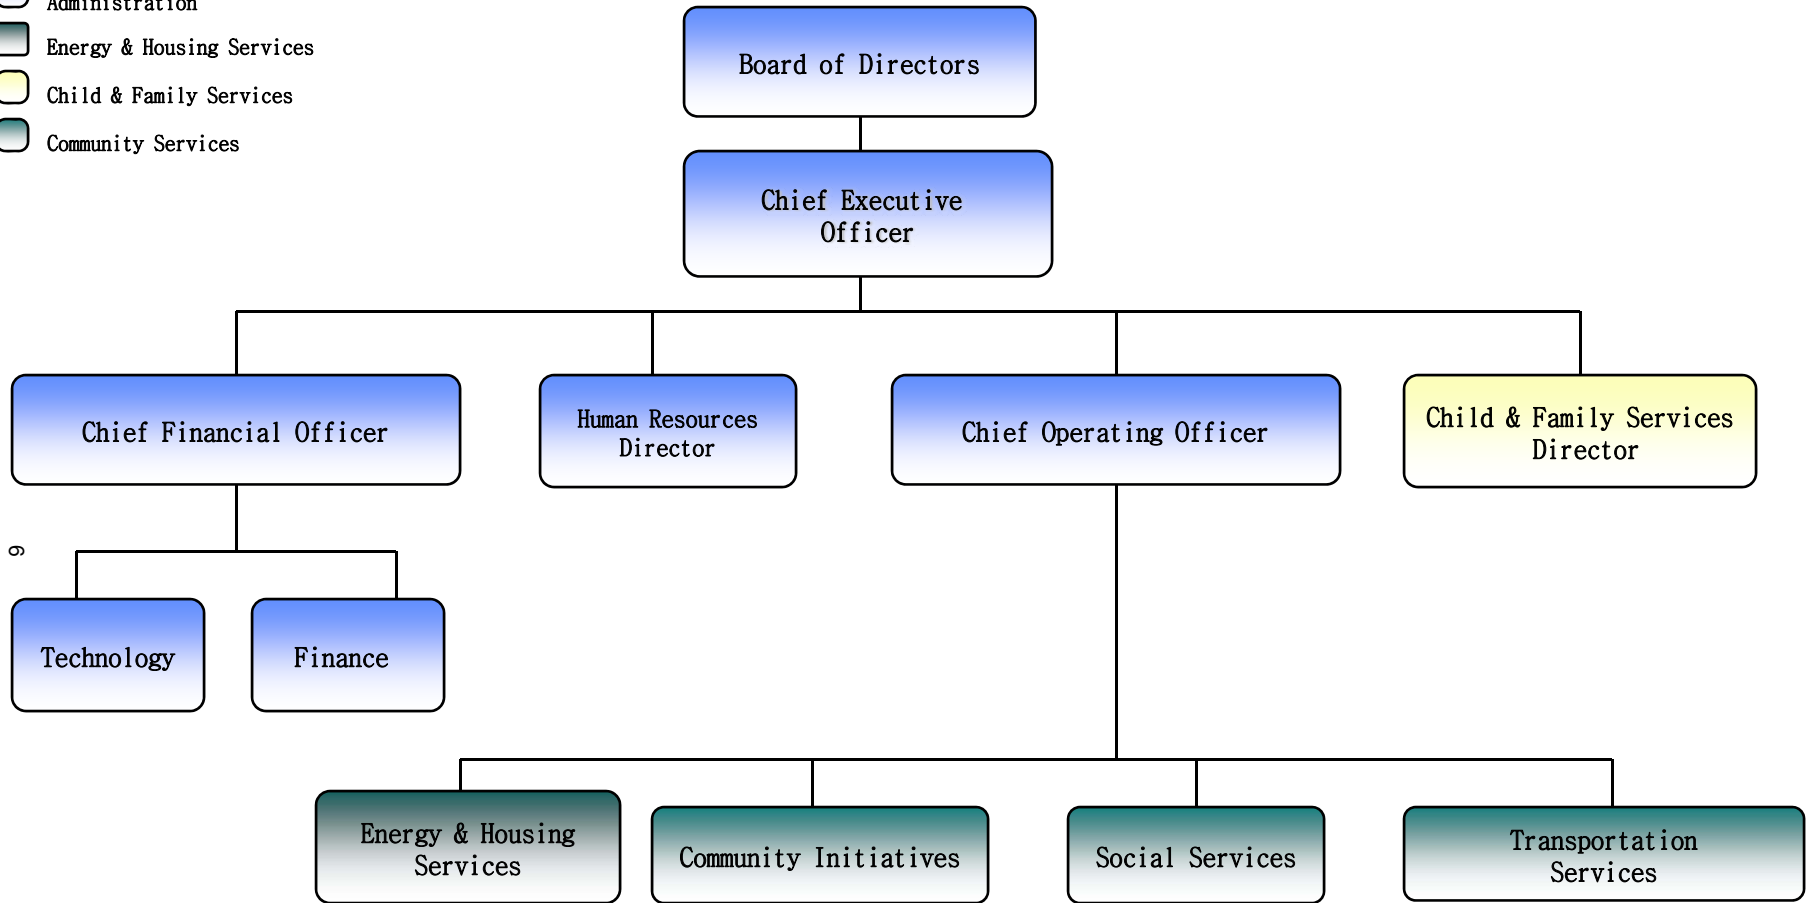 Administration
Energy & Housing Services
Child & Family Services
Community Services
Board of Directors
Chief Executive
Officer
Chief Financial Officer
Human Resources
Director
Chief Operating Officer
Child & Family Services
Director
9
Technology
Finance
Energy & Housing
Services
Community Initiatives
Social Services
Transportation
Services